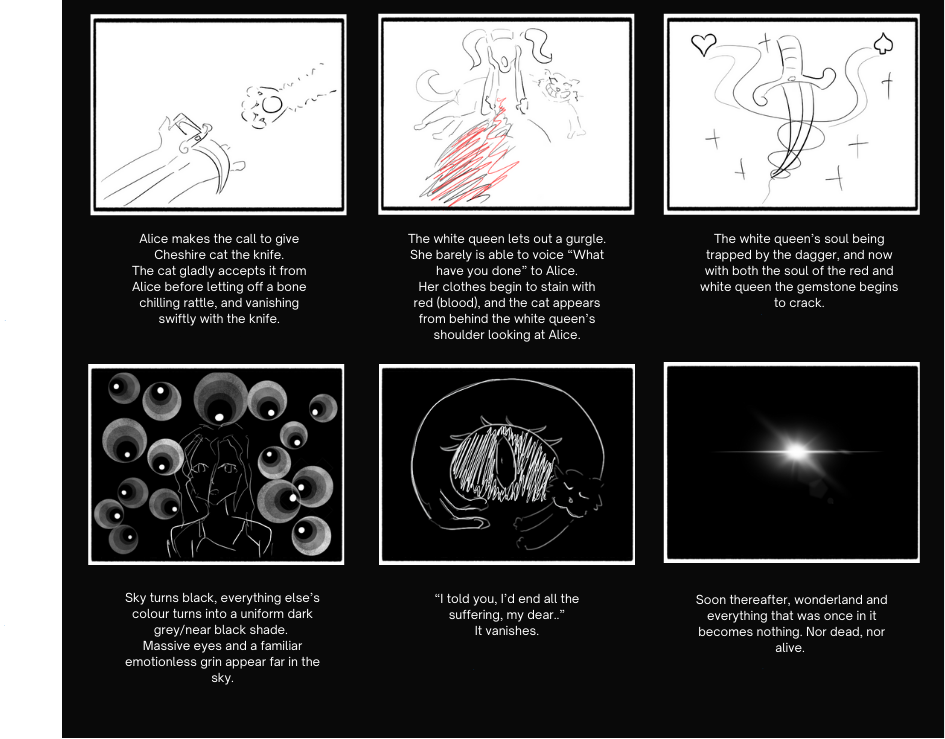 Alice makes the call to give
Cheshire cat the knife.
The cat gladly accepts it from
Alice before letting off a bone
chilling rattle, and vanishing
swiftly with the knife.
The white queen lets out a gurgle.
She barely is able to voice “What
have you done” to Alice.
Her clothes begin to stain with
red (blood), and the cat appears
from behind the white queen’s
shoulder looking at Alice.
The white queen’s soul being
trapped by the dagger, and now
with both the soul of the red and
white queen the gemstone begins
to crack.
Sky turns black, everything else’s
colour turns into a uniform dark
grey/near black shade.
Massive eyes and a familiar
emotionless grin appear far in the
sky.
“I told you, I’d end all the
suffering, my dear..”
It vanishes.
Soon thereafter, wonderland and
everything that was once in it
becomes nothing. Nor dead, nor
alive.